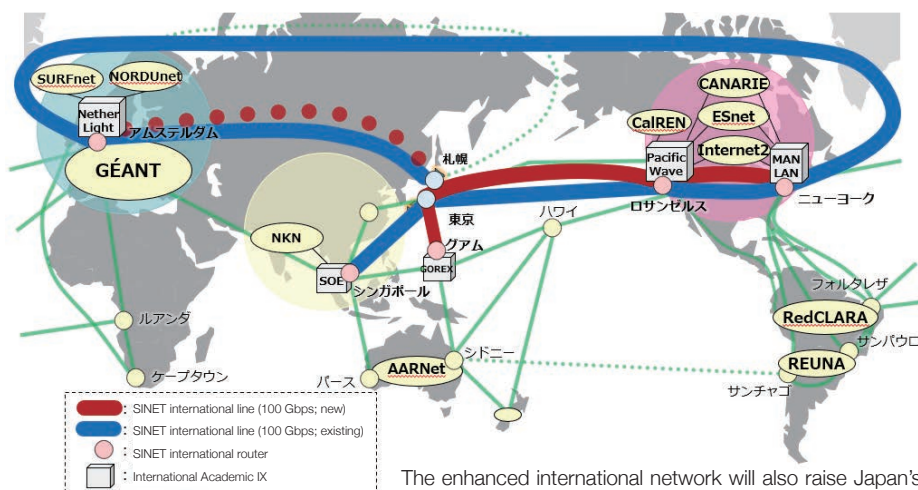 SURFnet
NORDUnet
Nether
Light
アムステルダム
GÉANT
CANARIE
CalREN
ESnet
Internet2
Pacific
Wave
MAN
LAN
ロサンゼルス
ニューヨーク
札幌
東京
ハワイ
グアム
GOREX
NKN
SOE
シンガポール
フォルタレザ
RedCLARA
サンパウロ
REUNA
サンチャゴ
ルアンダ
ケープタウン
シドニー
AARNet
パース
: SINET international line (100 Gbps; new)
: SINET international line (100 Gbps; existing)
: SINET international router
: International Academic IX
The enhanced international network will also raise Japan's